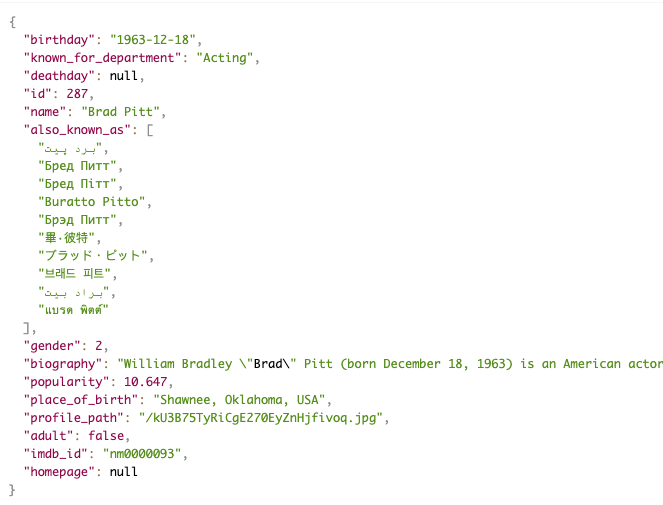 {
"birthday": "1963-12-18",
"known_for_department": "Acting",
"deathday": null,
"id": 287,
"name": "Brad Pitt",
"also_known_as": [
"برد پیت",
"Бред Питт",
"Бред Пітт",
"Buratto Pitto",
"Брэд Питт",
"畢·彼特",
"ブラッド・ピット",
"브래드 피트",
"براد بيت",
"แบรด พิตต์"
],
"gender": 2,
"biography": "William Bradley \"Brad\" Pitt (born December 18, 1963) is an American actor
"popularity": 10.647,
"place_of_birth": "Shawnee, Oklahoma, USA",
"profile_path": "/kU3B75TyRiCgE270EyZnHjfivoq.jpg",
"adult": false,
"imdb_id": "nm0000093",
"homepage": null
}